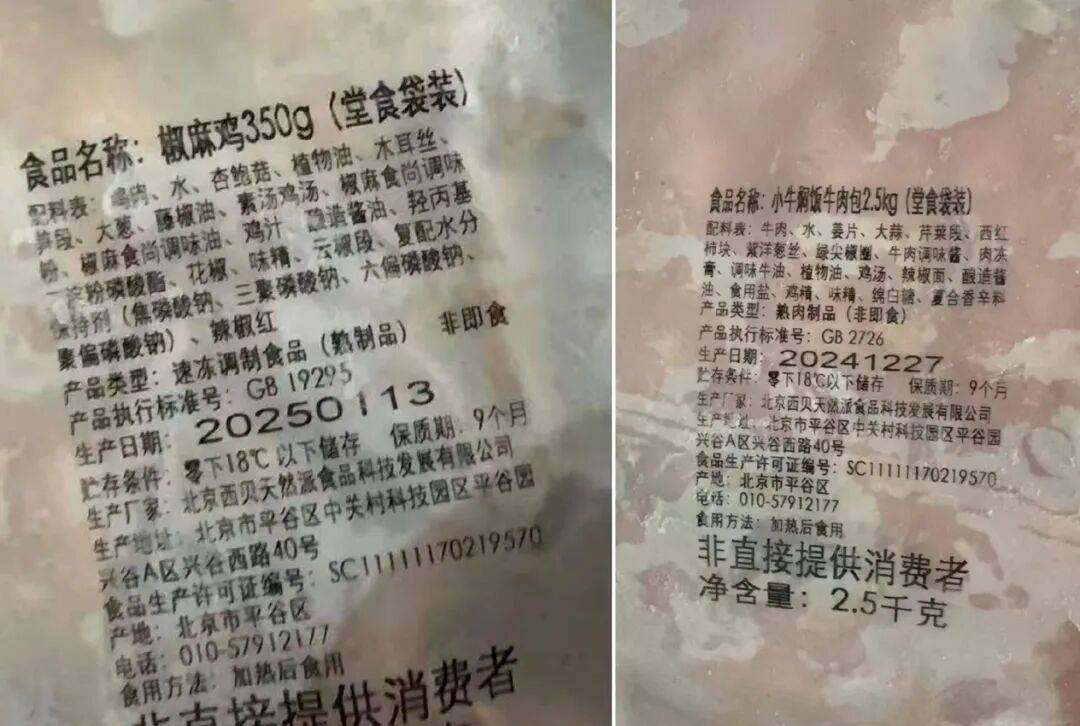 食品名称：椒麻鸡350g（堂食袋装）
配料表：鸡肉、水、杏鲍菇、植物油、木耳丝、
笋段、大葱、藤椒油、素汤鸡汤、椒麻食尚调味
粉、椒麻食尚调味油、鸡汁、酿造酱油、羟丙基
二淀粉磷酸酯、花椒、味精、云椒段、复配水分
保持剂（焦磷酸钠、三聚磷酸钠、六偏磷酸钠、
聚偏磷酸钠）、辣椒红
产品类型：速冻调制食品（熟制品） 非即食
产品执行标准号：GB 19295
生产日期：20250113
贮存条件：零下18℃以下储存 保质期：9个月
生产厂家：北京西贝天然派食品科技发展有限公司
生产地址：北京市平谷区中关村科技园区平谷园
兴谷A区兴谷西路40号
食品生产许可证编号：SC11111170219570
产地：北京市平谷区
电话：010-57912177
食用方法：加热后食用
非直接提供消费者
食品名称：小牛焖饭牛肉包2.5kg（堂食袋装）
配料表：牛肉、水、姜片、大蒜、芹菜段、西红
柿块、紫洋葱丝、绿尖椒圈、牛肉调味酱、肉冻
膏、调味牛油、植物油、鸡汤、辣椒面、酿造酱
油、食用盐、鸡精、味精、绵白糖、复合香辛料
产品类型：熟肉制品（非即食）
产品执行标准号：GB 2726
生产日期：20241227
贮存条件：零下18℃以下储存 保质期：9个月
生产厂家：北京西贝天然派食品科技发展有限公司
生产地址：北京市平谷区中关村科技园区平谷园
兴谷A区兴谷西路40号
食品生产许可证编号：SC11111170219570
产地：北京市平谷区
电话：010-57912177
食用方法：加热后食用
非直接提供消费者
净含量：2.5千克